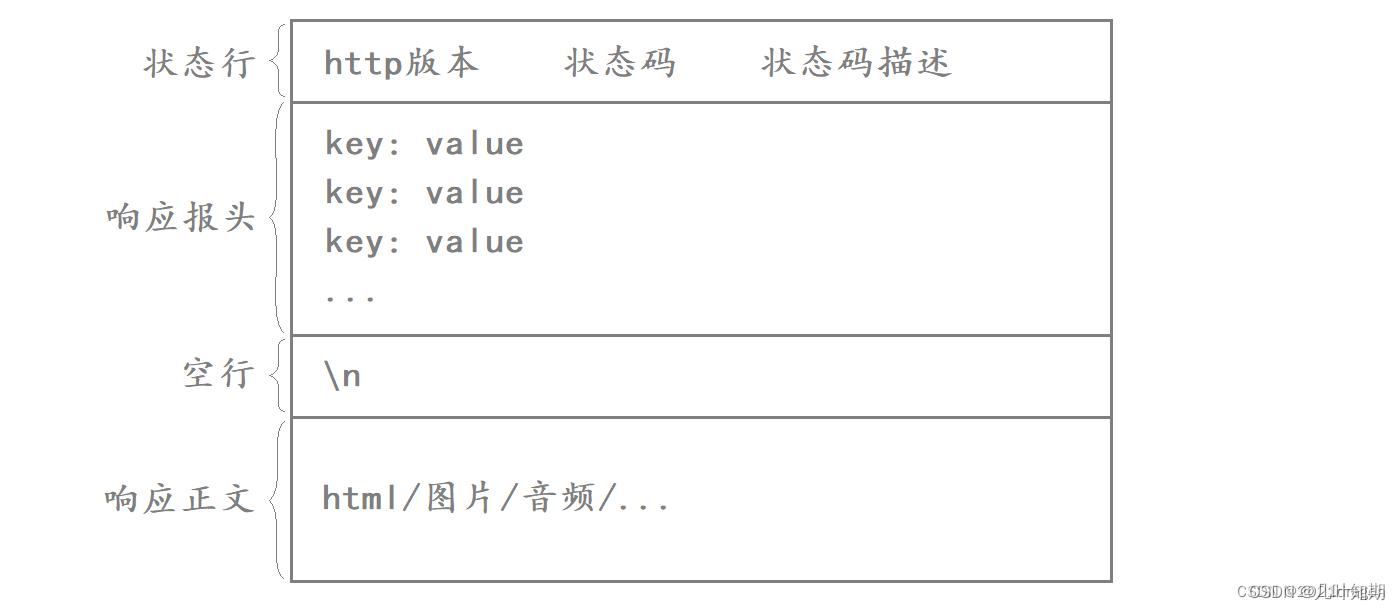 状态行
http版本 状态码 状态码描述
响应报头
key: value
key: value
key: value
...
空行
\n
响应正文
html/图片/音频/...